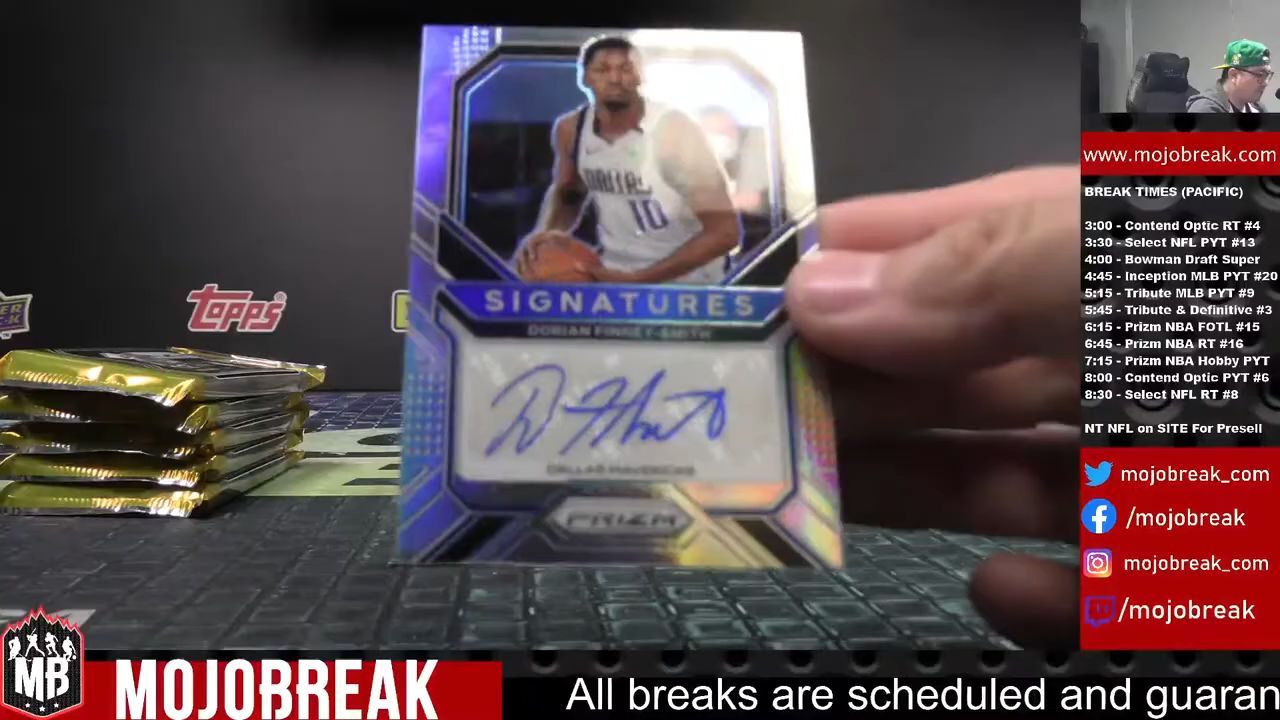 DALLAS
10
SIGNATURES
DORIAN FINNEY-SMITH
DALLAS MAVERICKS
PRIZM
TOPPS
www.mojobreak.com
BREAK TIMES (PACIFIC)
3:00 - Contend Optic RT #4
3:30 - Select NFL PYT #13
4:00 - Bowman Draft Super
4:45 - Inception MLB PYT #20
5:15 - Tribute MLB PYT #9
5:45 - Tribute & Definitive #3
6:15 - Prizm NBA FOTL #15
6:45 - Prizm NBA RT #16
7:15 - Prizm NBA Hobby PYT
8:00 - Contend Optic PYT #6
8:30 - Select NFL RT #8
NT NFL on SITE For Presell
mojobreak_com
/mojobreak
mojobreak_com
/mojobreak
MB
MOJOBREAK
All breaks are scheduled and guaran